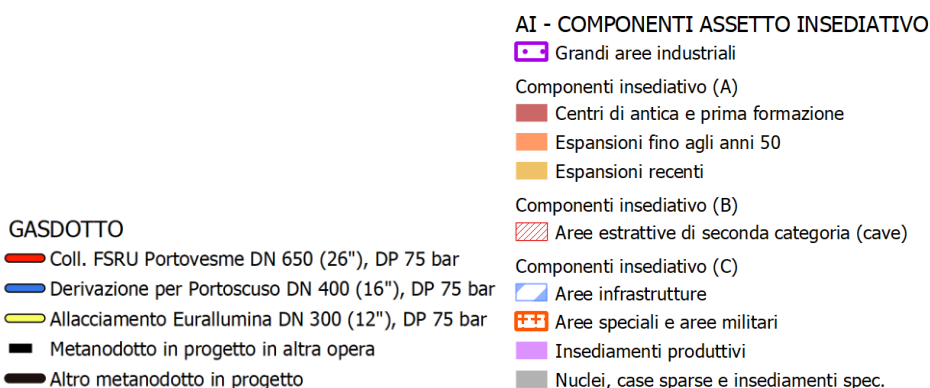 AI - COMPONENTI ASSETTO INSEDIATIVO
Grandi aree industriali
Componenti insediativo (A)
Centri di antica e prima formazione
Espansioni fino agli anni 50
Espansioni recenti
Componenti insediativo (B)
Aree estrattive di seconda categoria (cave)
Componenti insediativo (C)
Aree infrastrutture
Aree speciali e aree militari
Insediamenti produttivi
Nuclei, case sparse e insediamenti spec.
GASDOTTO
Coll. FSRU Portovesme DN 650 (26"), DP 75 bar
Derivazione per Portoscuso DN 400 (16"), DP 75 bar
Allacciamento Eurallumina DN 300 (12"), DP 75 bar
Metanodotto in progetto in altra opera
Altro metanodotto in progetto